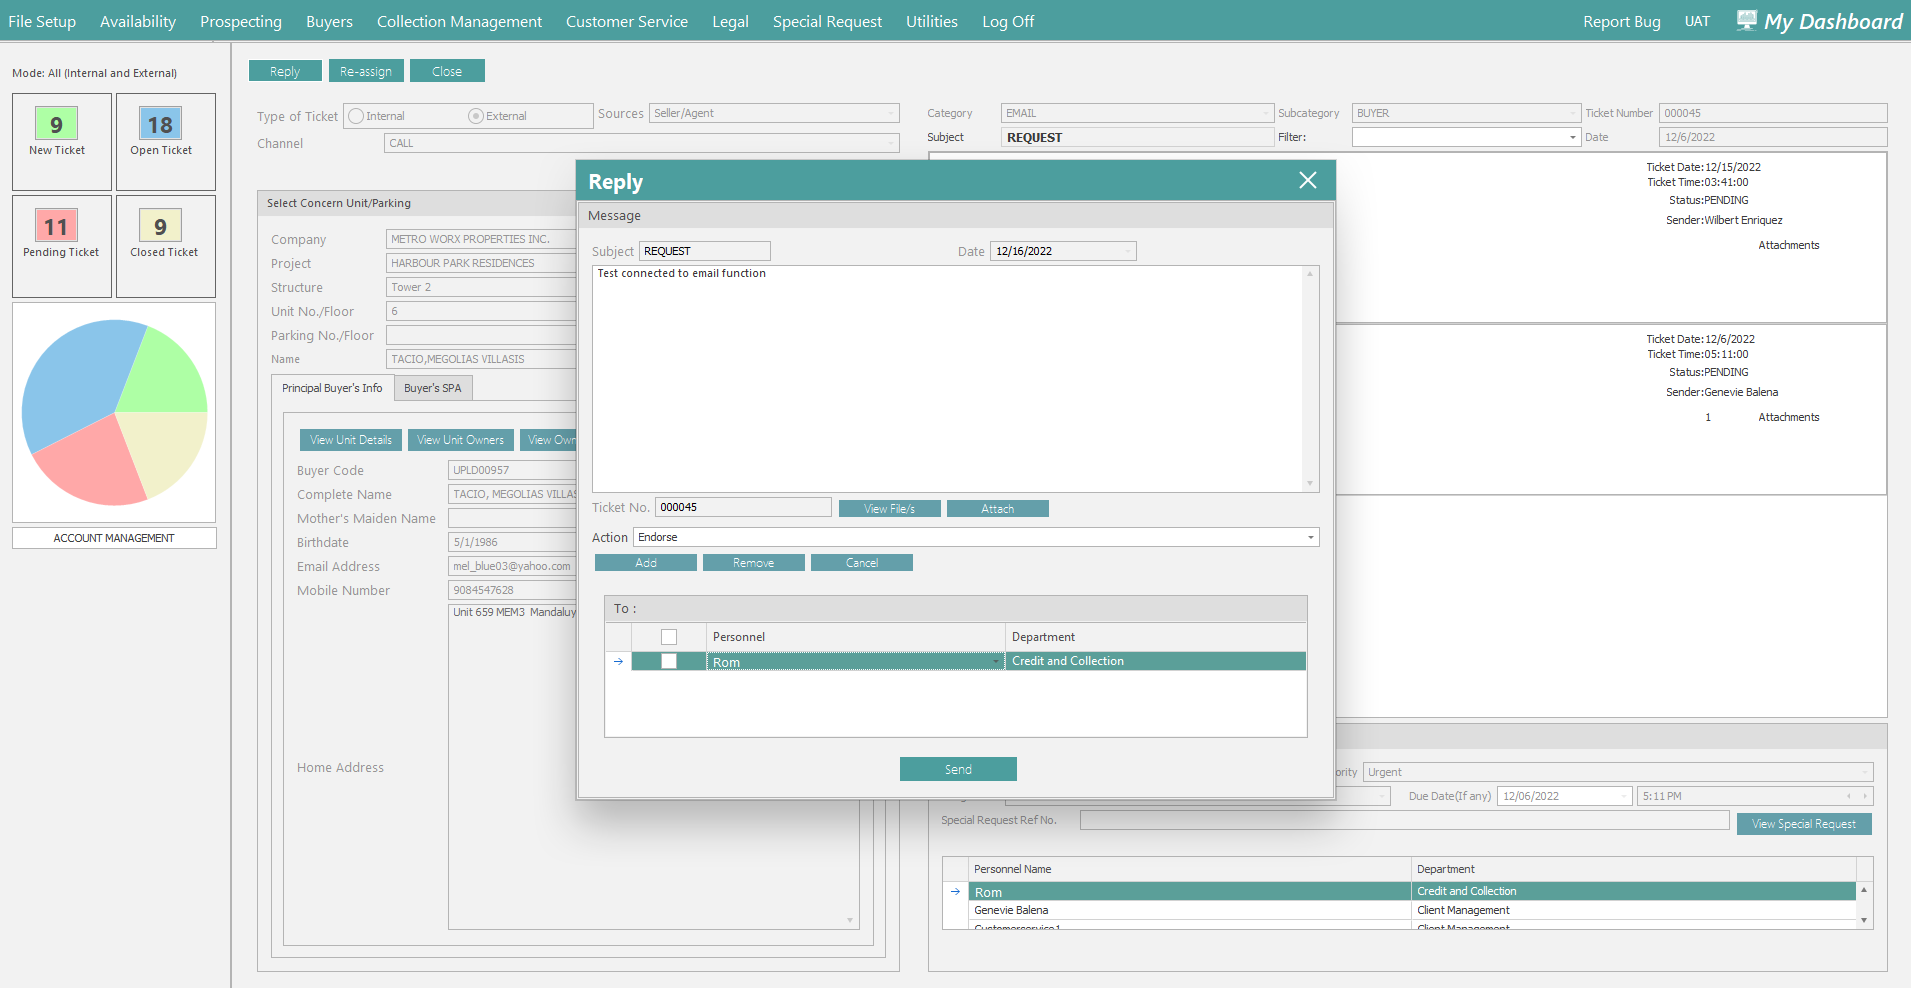 File Setup Availability Prospecting Buyers Collection Management Customer Service Legal Special Request Utilities Log Off Report Bug UAT My Dashboard
Mode: All (Internal and External)
9
New Ticket
18
Open Ticket
11
Pending Ticket
9
Closed Ticket
ACCOUNT MANAGEMENT
Reply Re-assign Close
Type of Ticket Internal External Sources Seller/Agent
Channel CALL
Category EMAIL Subcategory BUYER Ticket Number 000045
Subject REQUEST Filter: Date 12/6/2022
Select Concern Unit/Parking
Company METRO WORX PROPERTIES INC.
Project HARBOUR PARK RESIDENCES
Structure Tower 2
Unit No./Floor 6
Parking No./Floor
Name TACIO,MEGOLIAS VILLASIS
Principal Buyer's Info Buyer's SPA
View Unit Details View Unit Owners View Own
Buyer Code UPLD00957
Complete Name TACIO, MEGOLIAS VILLAS
Mother's Maiden Name
Birthdate 5/1/1986
Email Address mel_blue03@yahoo.com
Mobile Number 9084547628
Unit 659 MEM3 Mandaluy
Home Address
Reply
Message
Subject REQUEST Date 12/16/2022
Test connected to email function
Ticket No. 000045 View File/s Attach
Action Endorse
Add Remove Cancel
To :
Personnel Department
Rom Credit and Collection
Send
Ticket Date:12/15/2022
Ticket Time:03:41:00
Status:PENDING
Sender:Wilbert Enriquez
Attachments
Ticket Date:12/6/2022
Ticket Time:05:11:00
Status:PENDING
Sender:Genevie Balena
1 Attachments
ority Urgent
Due Date(If any) 12/06/2022 5:11 PM
Special Request Ref No. View Special Request
Personnel Name Department
Rom Credit and Collection
Genevie Balena Client Management
Customerservice1 Client Management